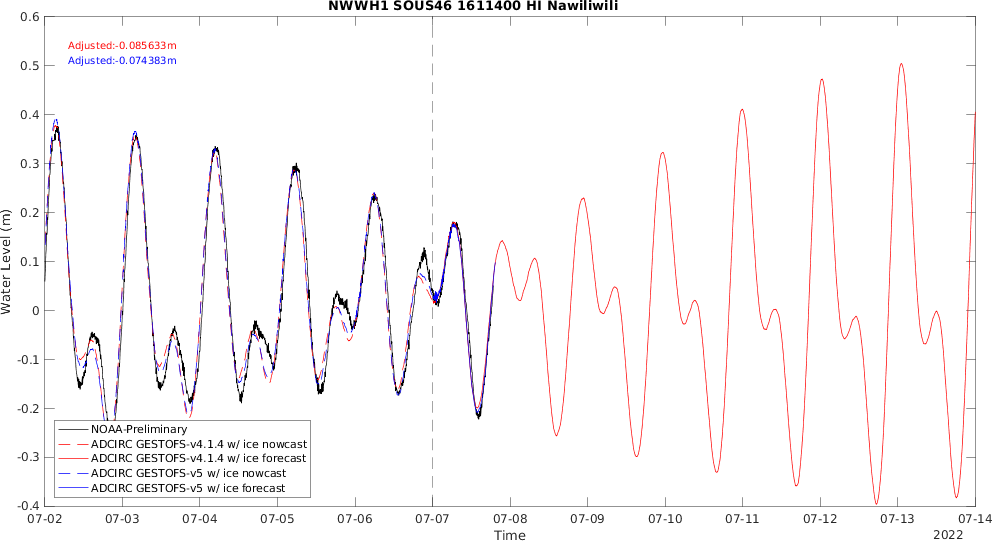 NWWH1 SOUS46 1611400 HI Nawiliwili
Adjusted:-0.085633m
Adjusted:-0.074383m
0.6
0.5
0.4
0.3
0.2
0.1
0
-0.1
-0.2
-0.3
-0.4
Water Level (m)
NOAA-Preliminary
ADCIRC GESTOFS-v4.1.4 w/ ice nowcast
ADCIRC GESTOFS-v4.1.4 w/ ice forecast
ADCIRC GESTOFS-v5 w/ ice nowcast
ADCIRC GESTOFS-v5 w/ ice forecast
07-02 07-03 07-04 07-05 07-06 07-07 07-08 07-09 07-10 07-11 07-12 07-13 07-14
Time
2022